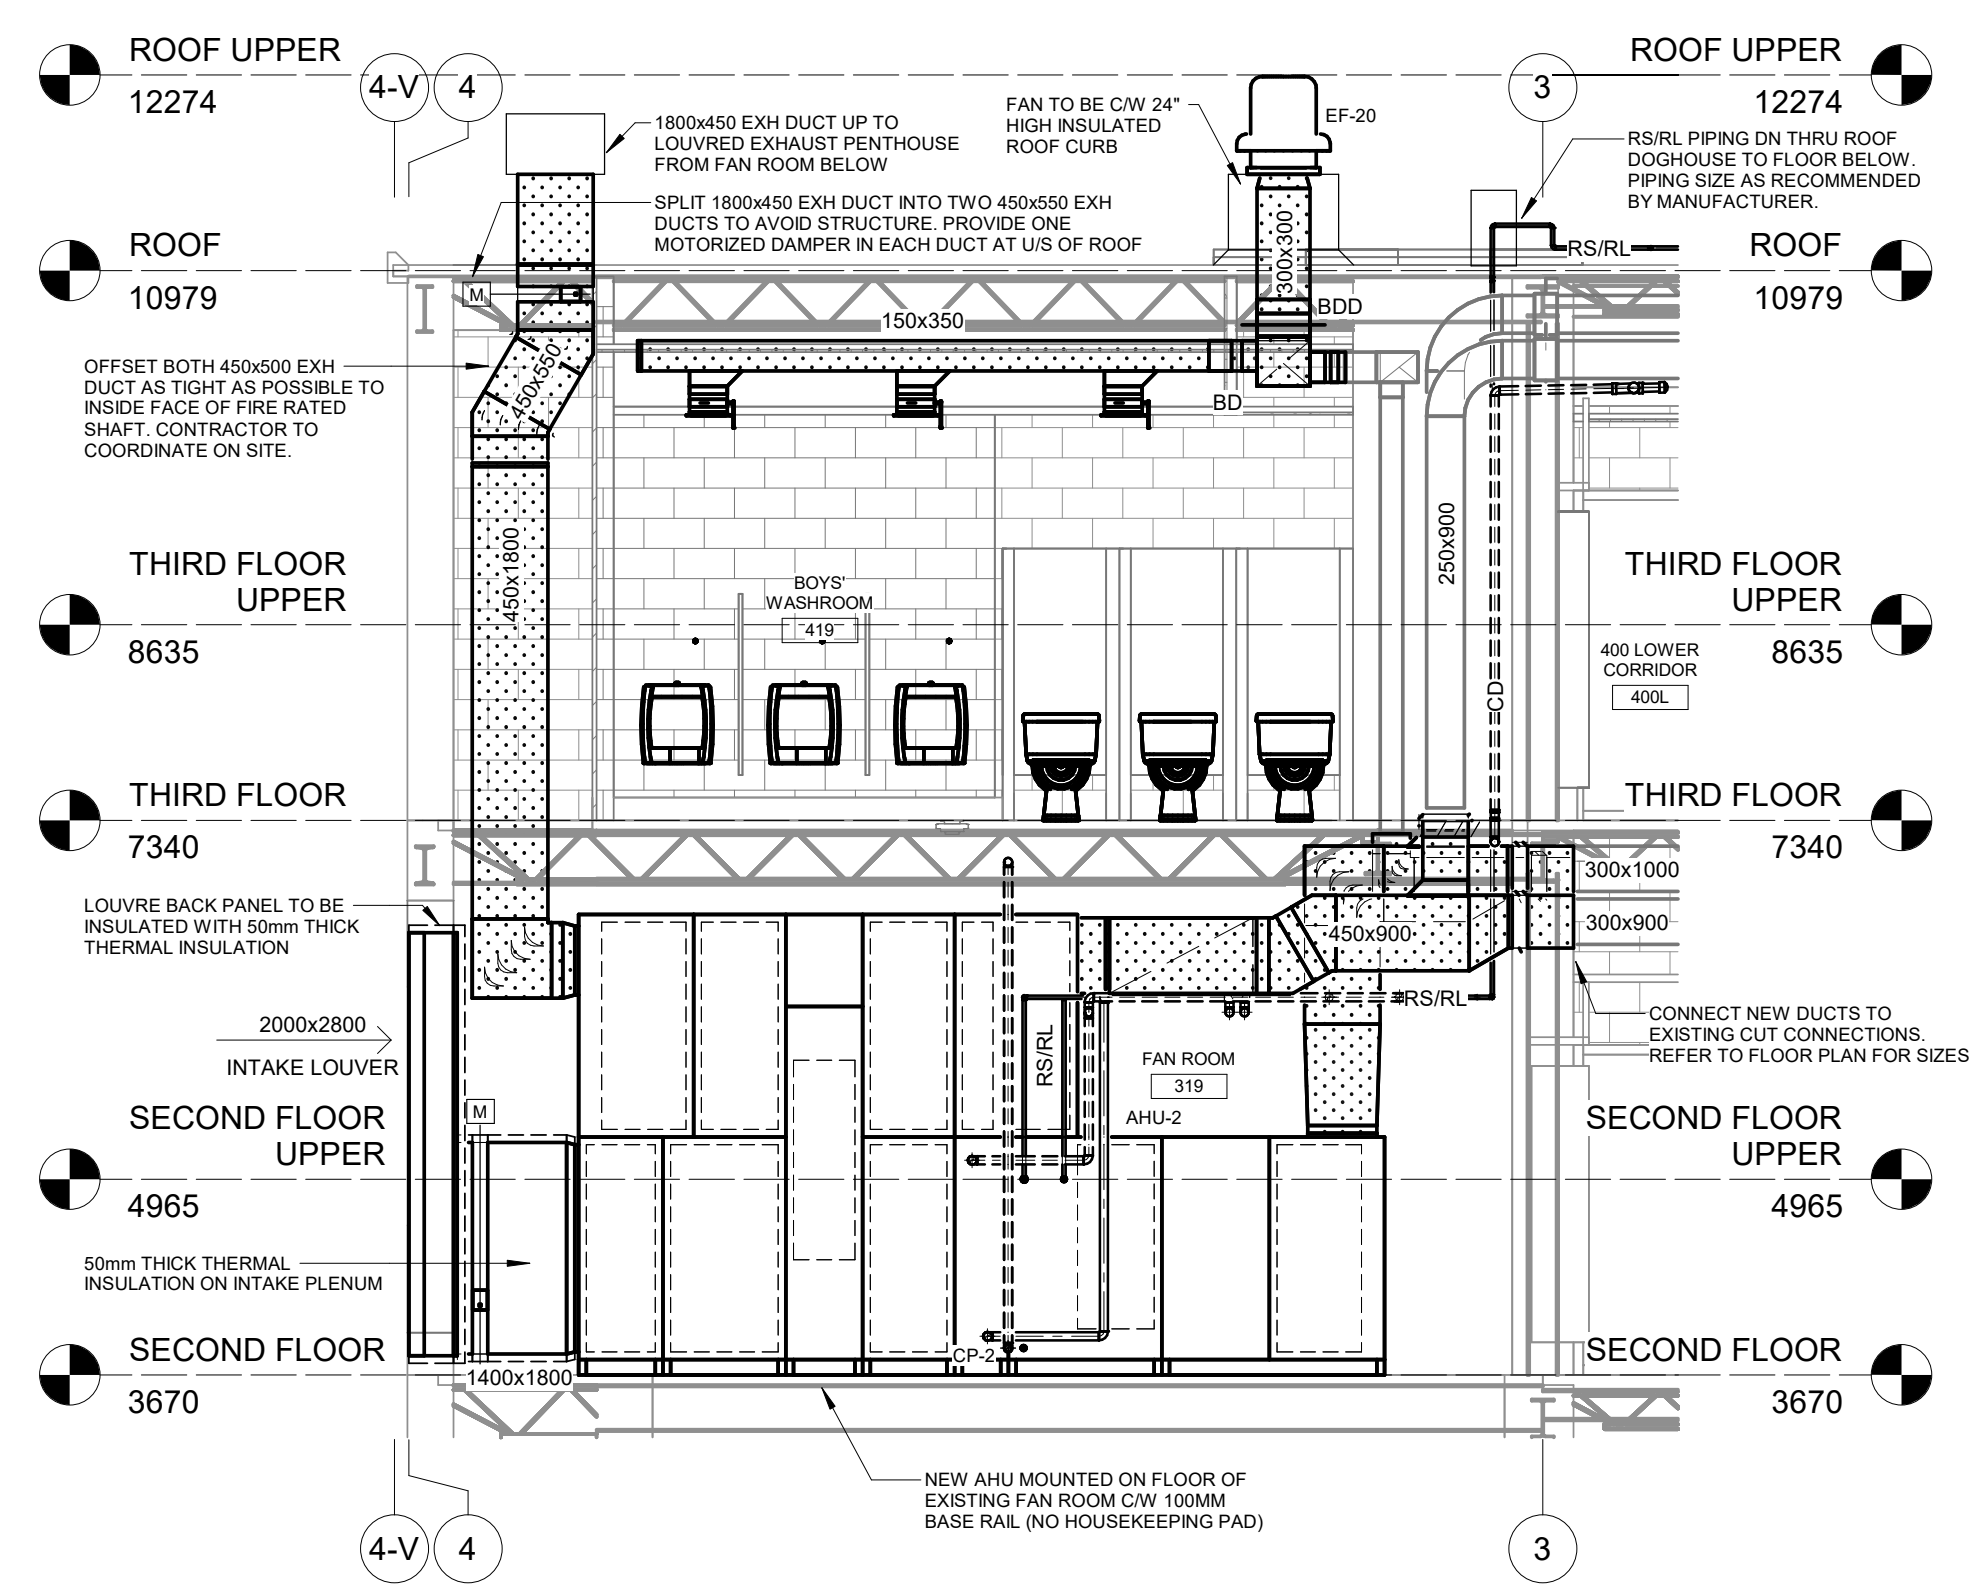 ROOF UPPER
12274
4-V
4
3
ROOF UPPER
12274
1800x450 EXH DUCT UP TO
LOUVRED EXHAUST PENTHOUSE
FROM FAN ROOM BELOW
FAN TO BE C/W 24"
HIGH INSULATED
ROOF CURB
EF-20
RS/RL PIPING DN THRU ROOF
DOGHOUSE TO FLOOR BELOW.
PIPING SIZE AS RECOMMENDED
BY MANUFACTURER.
SPLIT 1800x450 EXH DUCT INTO TWO 450x550 EXH
DUCTS TO AVOID STRUCTURE. PROVIDE ONE
MOTORIZED DAMPER IN EACH DUCT AT U/S OF ROOF
ROOF
10979
300x300
RS/RL
ROOF
10979
M
150x350
BDD
OFFSET BOTH 450x500 EXH
DUCT AS TIGHT AS POSSIBLE TO
INSIDE FACE OF FIRE RATED
SHAFT. CONTRACTOR TO
COORDINATE ON SITE.
450x550
BD
450x1800
250x900
THIRD FLOOR
UPPER
8635
BOYS'
WASHROOM
419
THIRD FLOOR
UPPER
8635
400 LOWER
CORRIDOR
400L
CD
THIRD FLOOR
7340
THIRD FLOOR
7340
300x1000
300x900
450x900
LOUVRE BACK PANEL TO BE
INSULATED WITH 50mm THICK
THERMAL INSULATION
RS/RL
CONNECT NEW DUCTS TO
EXISTING CUT CONNECTIONS.
REFER TO FLOOR PLAN FOR SIZES
2000x2800
INTAKE LOUVER
RS/RL
FAN ROOM
319
AHU-2
M
SECOND FLOOR
UPPER
4965
SECOND FLOOR
UPPER
4965
50mm THICK THERMAL
INSULATION ON INTAKE PLENUM
SECOND FLOOR
3670
CP-2
1400x1800
SECOND FLOOR
3670
NEW AHU MOUNTED ON FLOOR OF
EXISTING FAN ROOM C/W 100MM
BASE RAIL (NO HOUSEKEEPING PAD)
4-V
4
3